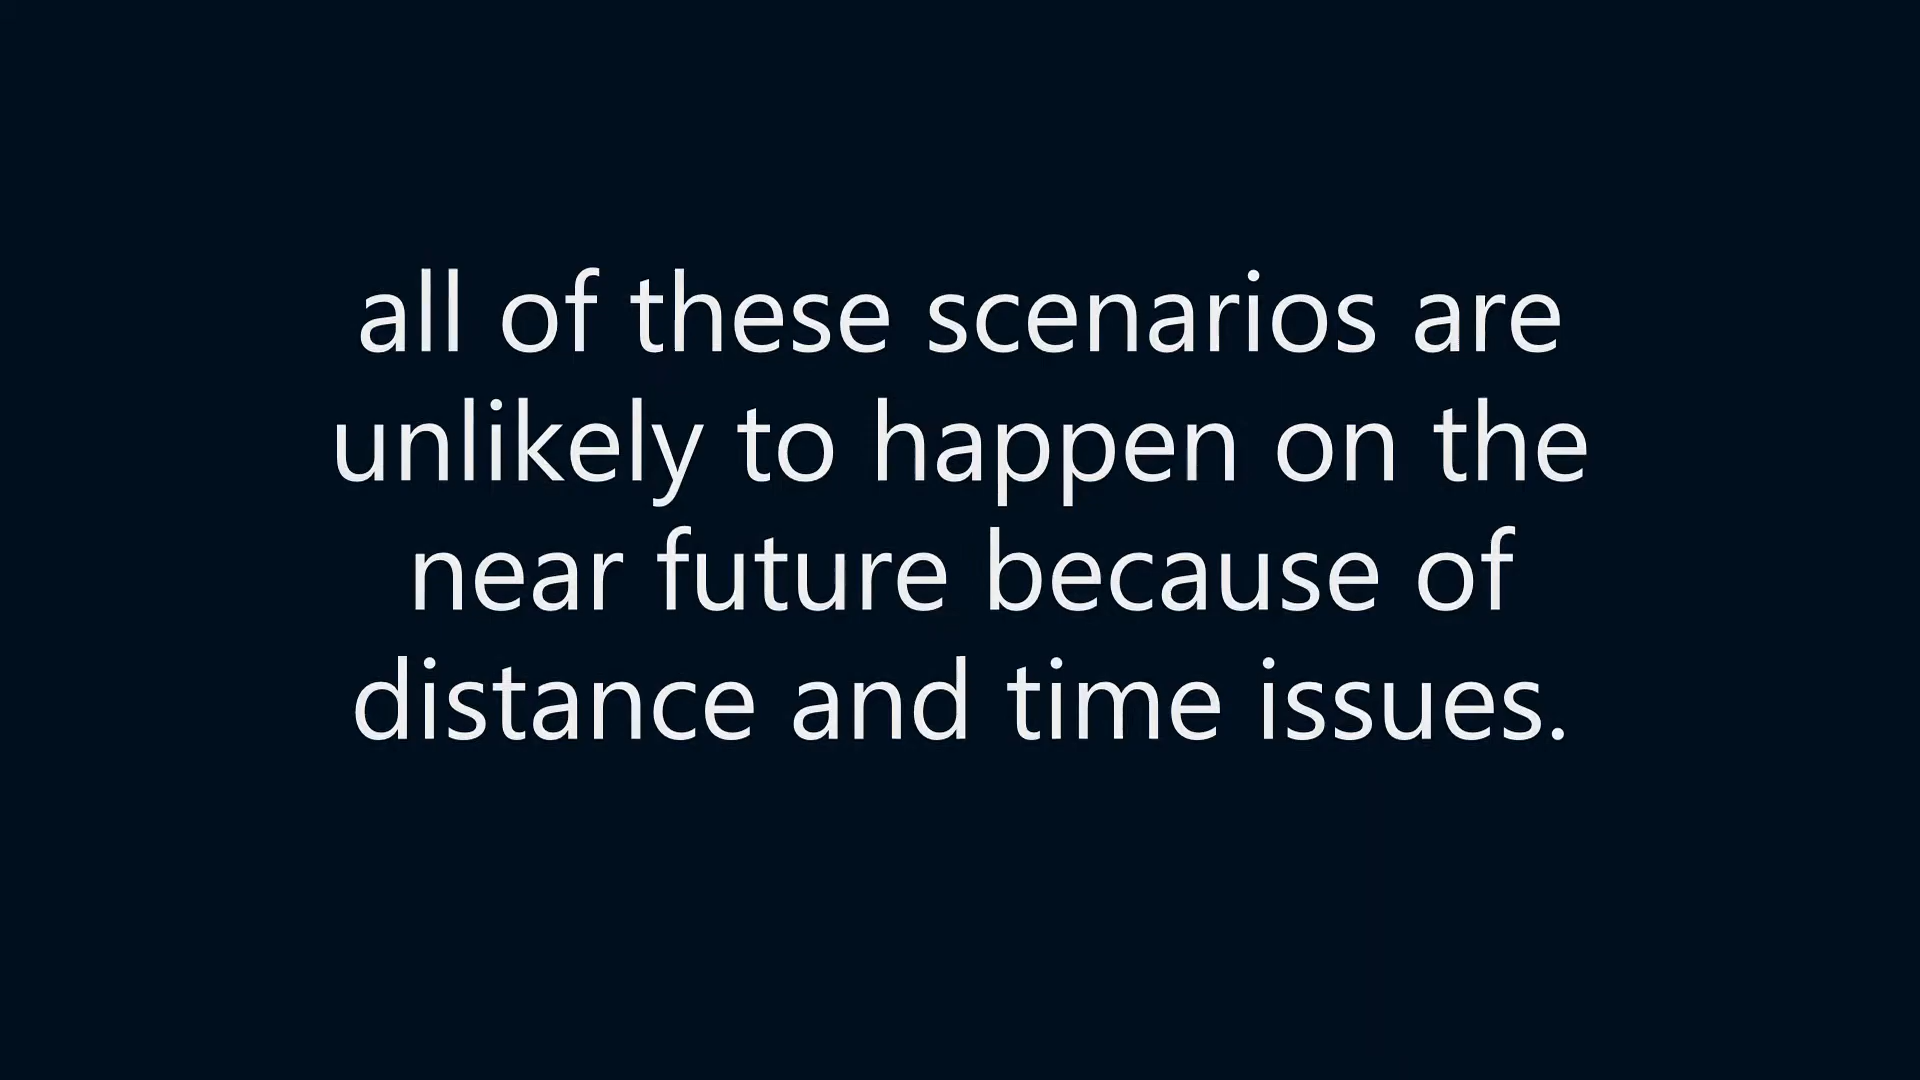 all of these scenarios are
unlikely to happen on the
near future because of
distance and time issues.